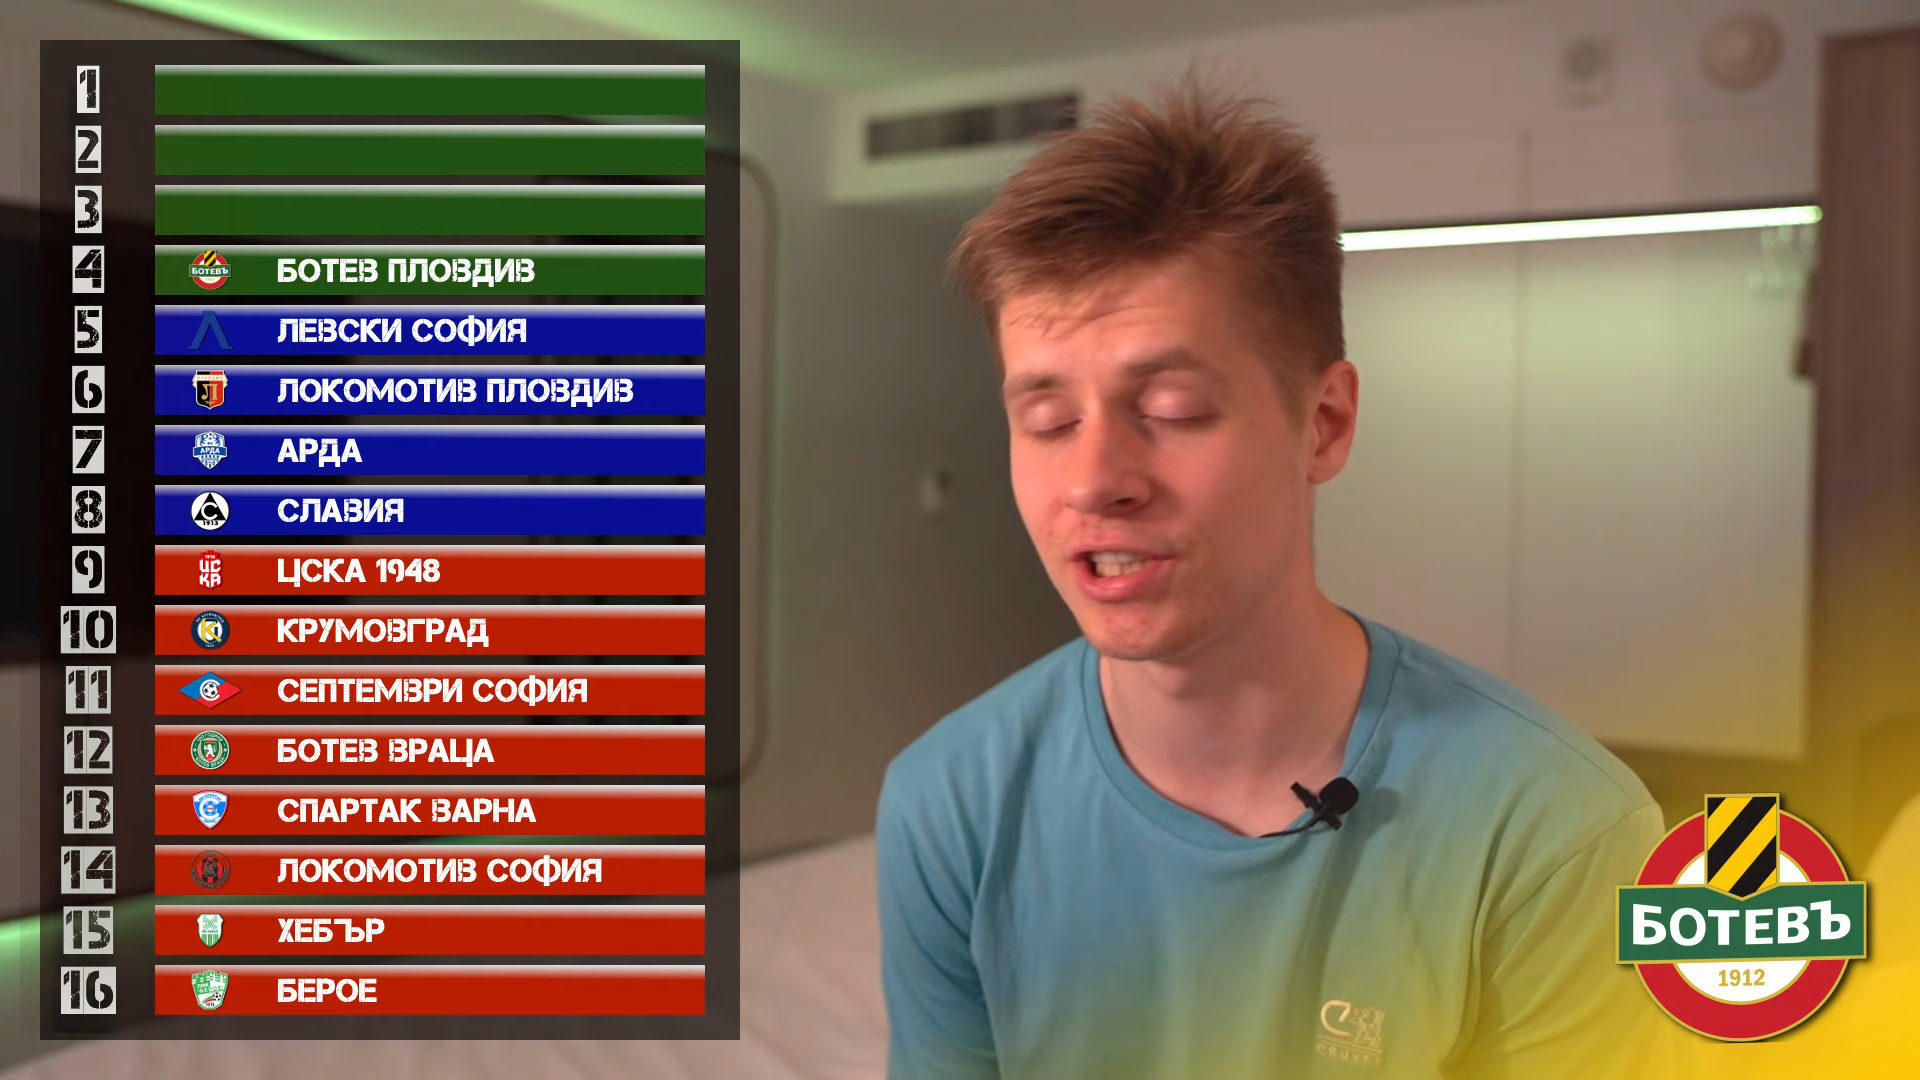 1
2
3
4 БОТЕВ ПЛОВДИВ
5 ЛЕВСКИ СОФИЯ
6 ЛОКОМОТИВ ПЛОВДИВ
7 АРДА
8 СЛАВИЯ
9 ЦСКА 1948
10 КРУМОВГРАД
11 СЕПТЕМВРИ СОФИЯ
12 БОТЕВ ВРАЦА
13 СПАРТАК ВАРНА
14 ЛОКОМОТИВ СОФИЯ
15 ХЕБЪР
16 БЕРОЕ
БОТЕВЪ
1912